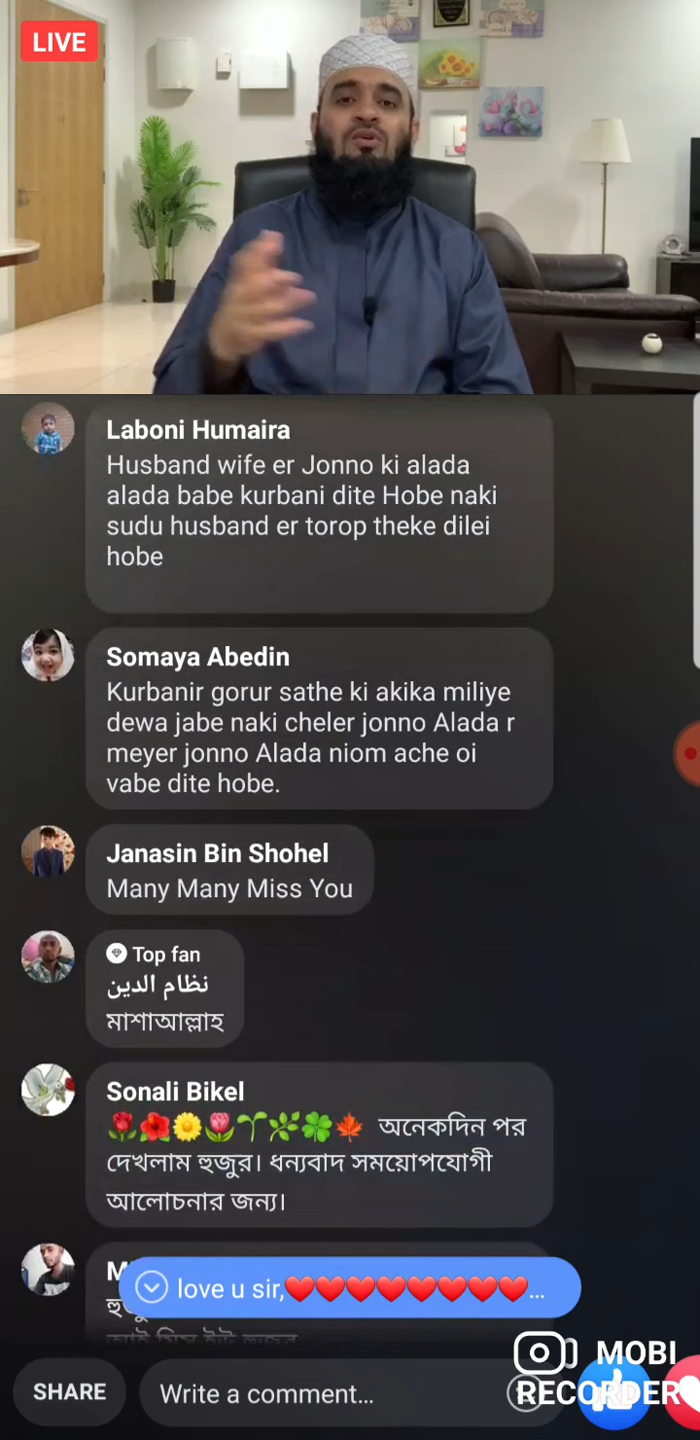 LIVE
Laboni Humaira
Husband wife er Jonno ki alada
alada babe kurbani dite Hobe naki
sudu husband er torop theke dilei
hobe
Somaya Abedin
Kurbanir gorur sathe ki akika miliye
dewa jabe naki cheler jonno Alada r
meyer jonno Alada niom ache oi
vabe dite hobe.
Janasin Bin Shohel
Many Many Miss You
Top fan
نظام الدين
মাশাআল্লাহ
Sonali Bikel
🌹🌺🌼🌷🌱🌿🍀🍁 অনেকদিন পর
দেখলাম হুজুর। ধন্যবাদ সময়োপযোগী
আলোচনার জন্য।
love u sir,❤️❤️❤️❤️❤️❤️❤️❤️...
আই মিস ইউ হুজুর
MOBI
RECORDER
SHARE
Write a comment...